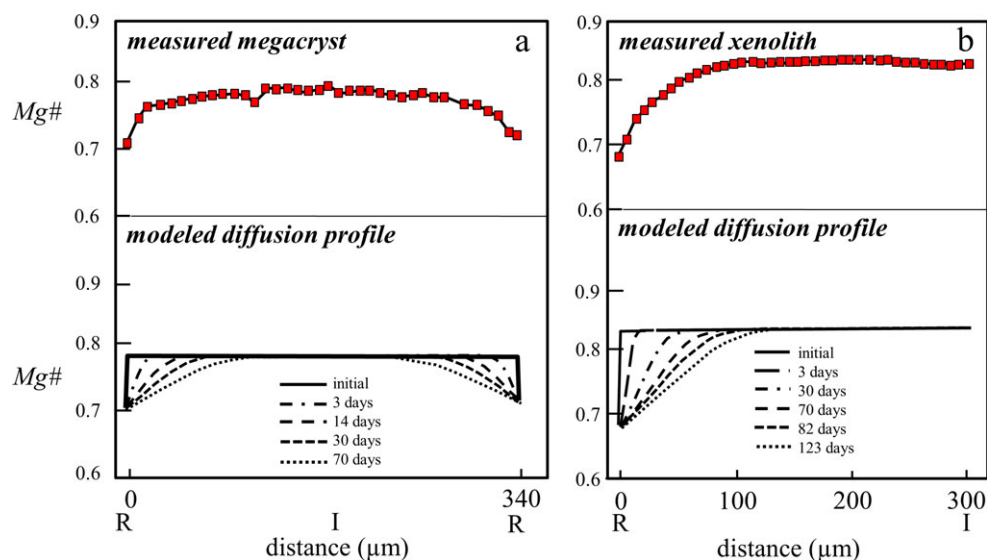 measured megacryst
a
0.9
0.8
Mg#
0.7
0.6
modeled diffusion profile
0.9
0.8
Mg#
0.7
0.6
initial
3 days
14 days
30 days
70 days
0
340
R
I
R
distance (µm)
measured xenolith
b
0.9
0.8
0.7
0.6
modeled diffusion profile
0.9
0.8
0.7
0.6
initial
3 days
30 days
70 days
82 days
123 days
0
100
200
300
R
I
distance (µm)